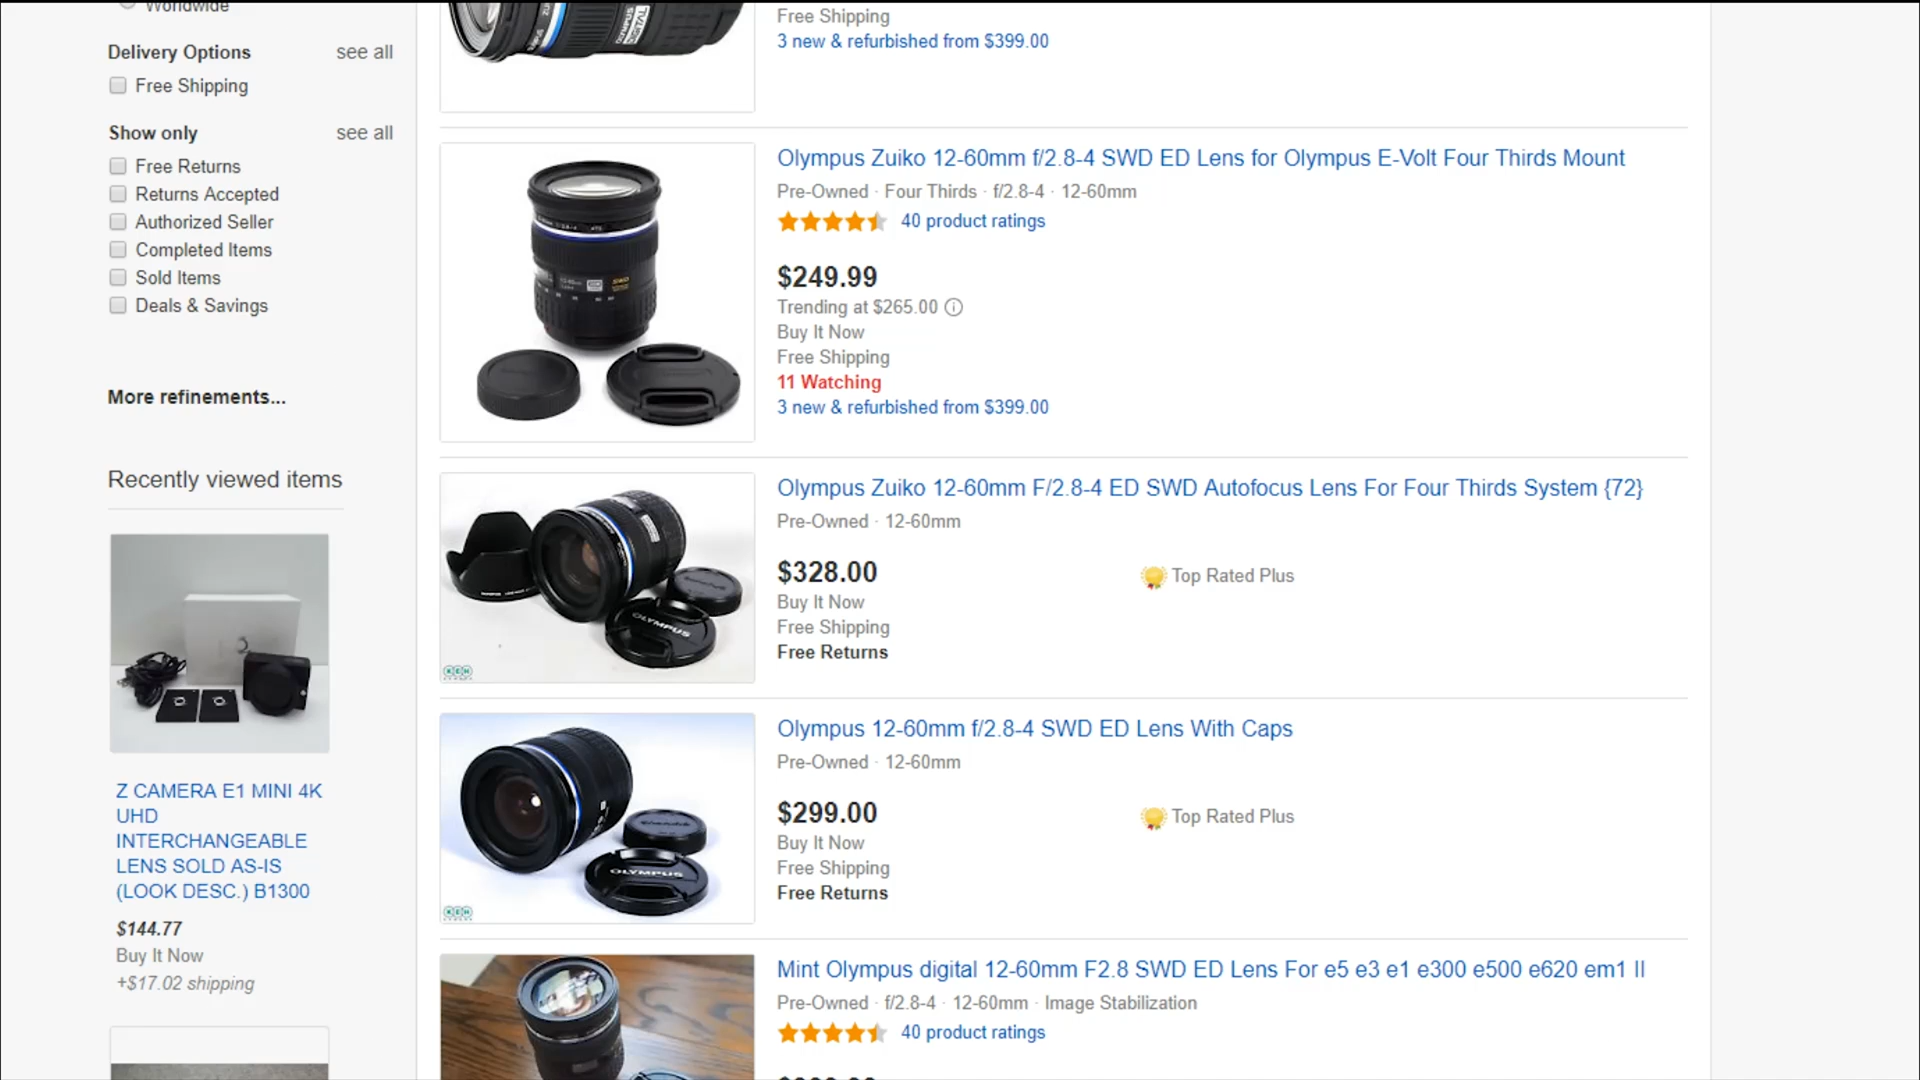 Worldwide
Delivery Options see all
Free Shipping
Show only see all
Free Returns
Returns Accepted
Authorized Seller
Completed Items
Sold Items
Deals & Savings
More refinements...
Recently viewed items
Z CAMERA E1 MINI 4K
UHD
INTERCHANGEABLE
LENS SOLD AS-IS
(LOOK DESC.) B1300
$144.77
Buy It Now
+$17.02 shipping
Free Shipping
3 new & refurbished from $399.00
Olympus Zuiko 12-60mm f/2.8-4 SWD ED Lens for Olympus E-Volt Four Thirds Mount
Pre-Owned · Four Thirds · f/2.8-4 · 12-60mm
40 product ratings
$249.99
Trending at $265.00
Buy It Now
Free Shipping
11 Watching
3 new & refurbished from $399.00
Olympus Zuiko 12-60mm F/2.8-4 ED SWD Autofocus Lens For Four Thirds System {72}
Pre-Owned · 12-60mm
$328.00
Top Rated Plus
Buy It Now
Free Shipping
Free Returns
OLYMPUS
KEH
Olympus 12-60mm f/2.8-4 SWD ED Lens With Caps
Pre-Owned · 12-60mm
$299.00
Top Rated Plus
Buy It Now
Free Shipping
Free Returns
OLYMPUS
KEH
Mint Olympus digital 12-60mm F2.8 SWD ED Lens For e5 e3 e1 e300 e500 e620 em1 II
Pre-Owned · f/2.8-4 · 12-60mm · Image Stabilization
40 product ratings